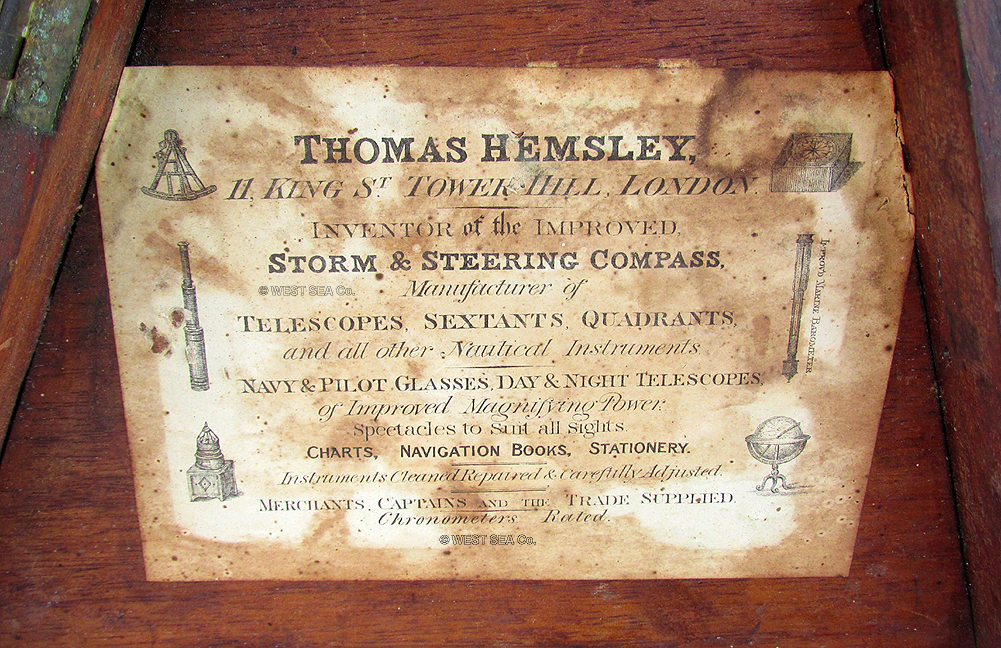 THOMAS HEMSLEY,
11, KING ST TOWER-HILL, LONDON.
INVENTOR of the IMPROVED,
STORM & STEERING COMPASS,
© WEST SEA Co.
Manufacturer of
TELESCOPES, SEXTANTS, QUADRANTS,
and all other Nautical Instruments,
NAVY & PILOT GLASSES, DAY & NIGHT TELESCOPES,
of Improved Magnifying Power,
Spectacles to Suit all Sights.
CHARTS, NAVIGATION BOOKS, STATIONERY.
Instruments Cleaned Repaired & Carefully Adjusted.
MERCHANTS, CAPTAINS AND THE TRADE SUPPLIED.
Chronometers Rated.
© WEST SEA Co.
IMPROVD MARINE BAROMETER